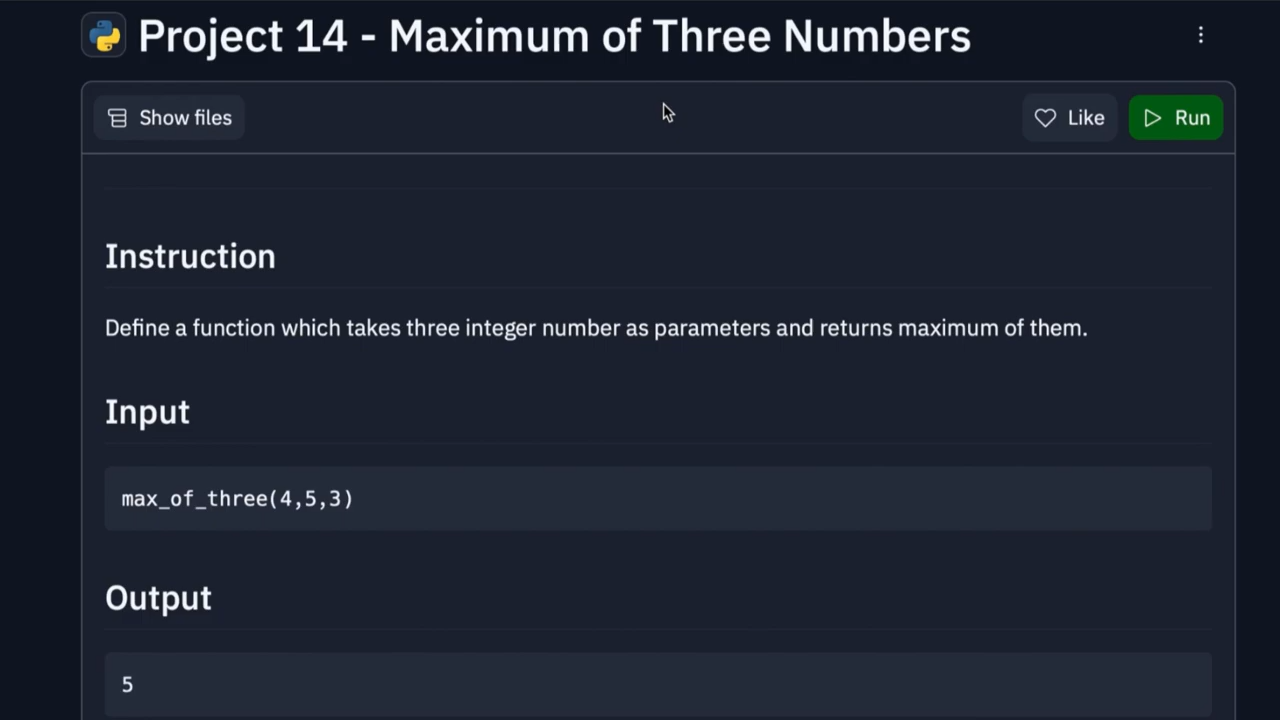 Project 14 - Maximum of Three Numbers
Show files
Like
Run
Instruction
Define a function which takes three integer number as parameters and returns maximum of them.
Input
max_of_three(4,5,3)
Output
5